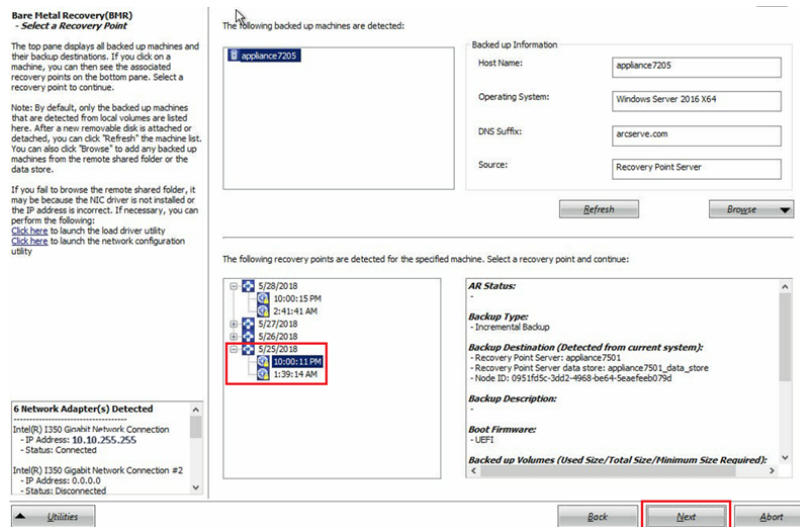 Bare Metal Recovery(BMR)
- Select a Recovery Point
The top pane displays all backed up machines and
their backup destinations. If you click on a
machine, you can then see the associated
recovery points on the bottom pane. Select a
recovery point to continue.
Note: By default, only the backed up machines
that are detected from local volumes are listed
here. After a new removable disk is attached or
detached, you can click "Refresh" the machine list.
You can also click "Browse" to add any backed up
machines from the remote shared folder or the
data store.
If you fail to browse the remote shared folder, it
may be because the NIC driver is not installed or
the IP address is incorrect. If necessary, you can
perform the following:
Click here to launch the load driver utility
Click here to launch the network configuration
utility
6 Network Adapter(s) Detected
Intel(R) I350 Gigabit Network Connection
- IP Address: 10.10.255.255
- Status: Connected
Intel(R) I350 Gigabit Network Connection #2
- IP Address: 0.0.0.0
- Status: Disconnected
The following backed up machines are detected:
appliance7205
Backed up Information
Host Name:
appliance7205
Operating System:
Windows Server 2016 X64
DNS Suffix:
arcserve.com
Source:
Recovery Point Server
Refresh
Browse
The following recovery points are detected for the specified machine. Select a recovery point and continue:
5/28/2018
10:00:15 PM
2:41:41 AM
5/27/2018
5/26/2018
5/25/2018
10:00:11 PM
1:39:14 AM
AR Status:
-
Backup Type:
- Incremental Backup
Backup Destination (Detected from current system):
- Recovery Point Server: appliance7501
- Recovery Point Server data store: appliance7501_data_store
- Node ID: 0951fd5c-3dd2-4968-be64-5eaefeeb079d
Backup Description:
-
Boot Firmware:
- UEFI
Backed up Volumes (Used Size/Total Size/Minimum Size Required):
Utilities
Back
Next
Abort